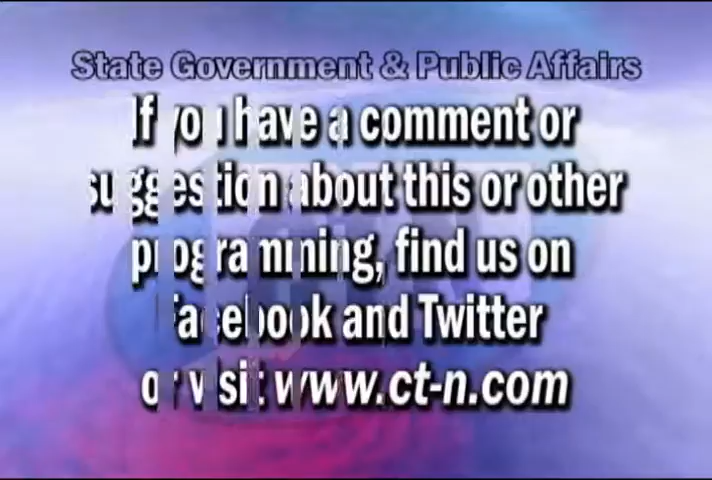 State Government & Public Affairs
If you have a comment or
suggestion about this or other
programming, find us on
Facebook and Twitter
or visit www.ct-n.com